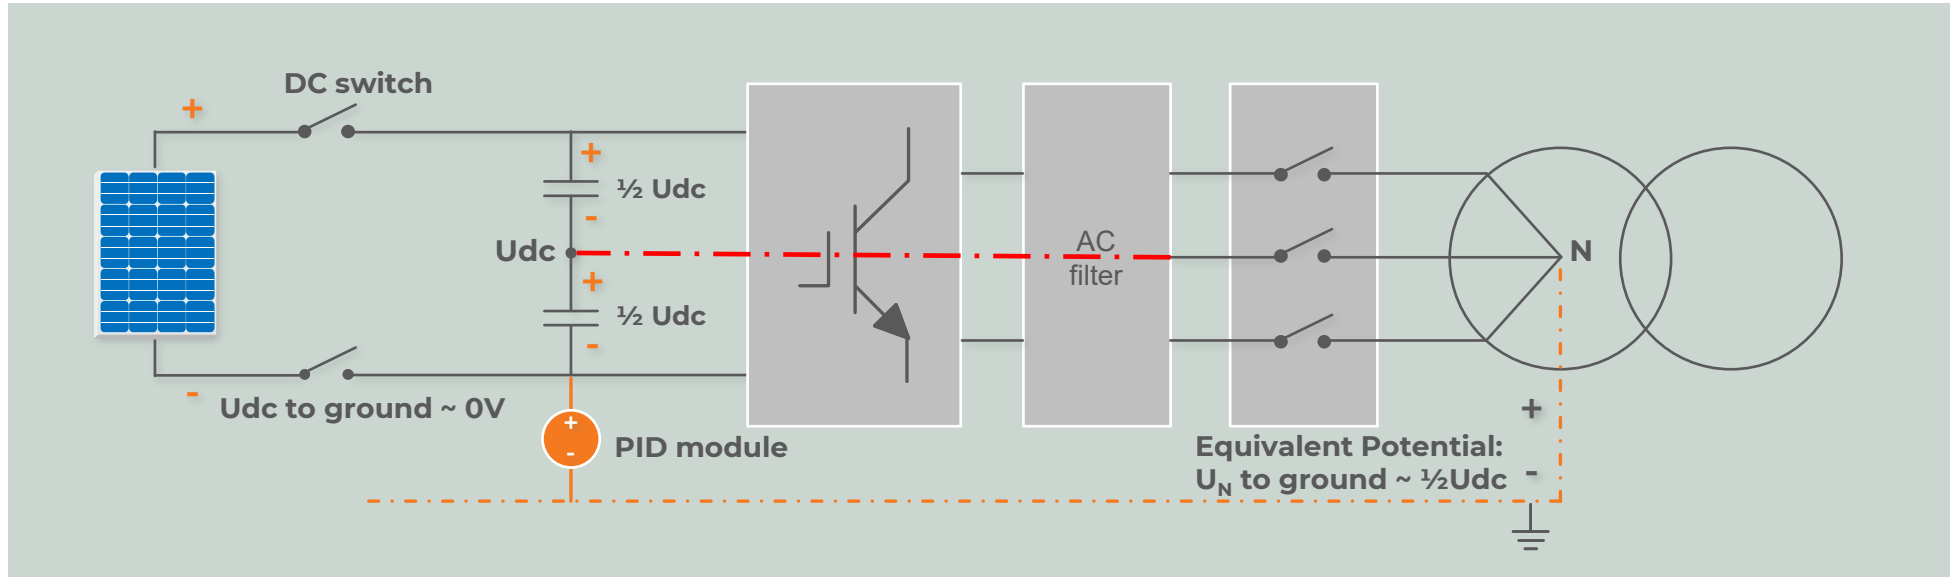 DC switch
+
+
½ Udc
-
Udc
+
½ Udc
-
-
Udc to ground ~ 0V
+
-
PID module
AC
filter
N
+
-
Equivalent Potential:
U_N to ground ~ ½Udc